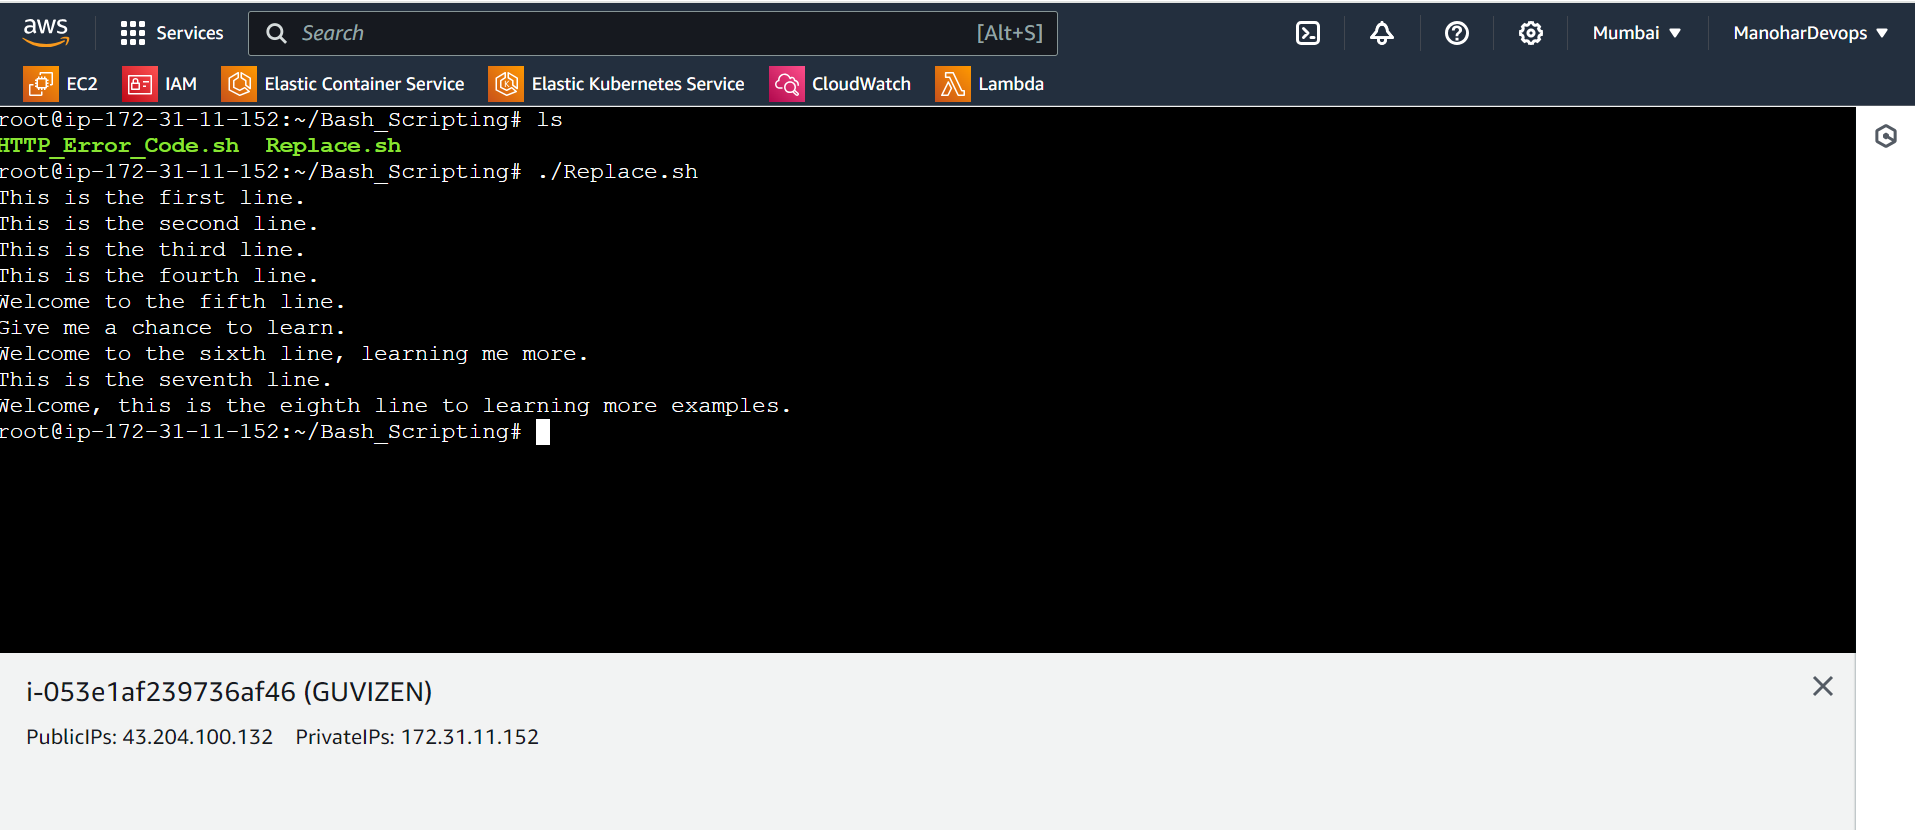 aws Services Search [Alt+S] Mumbai ManoharDevops
EC2 IAM Elastic Container Service Elastic Kubernetes Service CloudWatch Lambda
root@ip-172-31-11-152:~/Bash_Scripting# ls
HTTP_Error_Code.sh  Replace.sh
root@ip-172-31-11-152:~/Bash_Scripting# ./Replace.sh
This is the first line.
This is the second line.
This is the third line.
This is the fourth line.
Welcome to the fifth line.
Give me a chance to learn.
Welcome to the sixth line, learning me more.
This is the seventh line.
Welcome, this is the eighth line to learning more examples.
root@ip-172-31-11-152:~/Bash_Scripting#
i-053e1af239736af46 (GUVIZEN)
PublicIPs: 43.204.100.132 PrivateIPs: 172.31.11.152